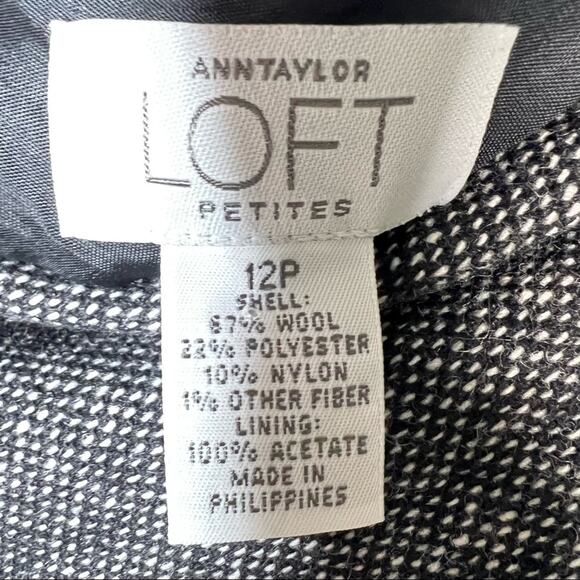 ANNTAYLOR
LOFT
PETITES
12P
SHELL:
67% WOOL
22% POLYESTER
10% NYLON
1% OTHER FIBER
LINING:
100% ACETATE
MADE IN
PHILIPPINES